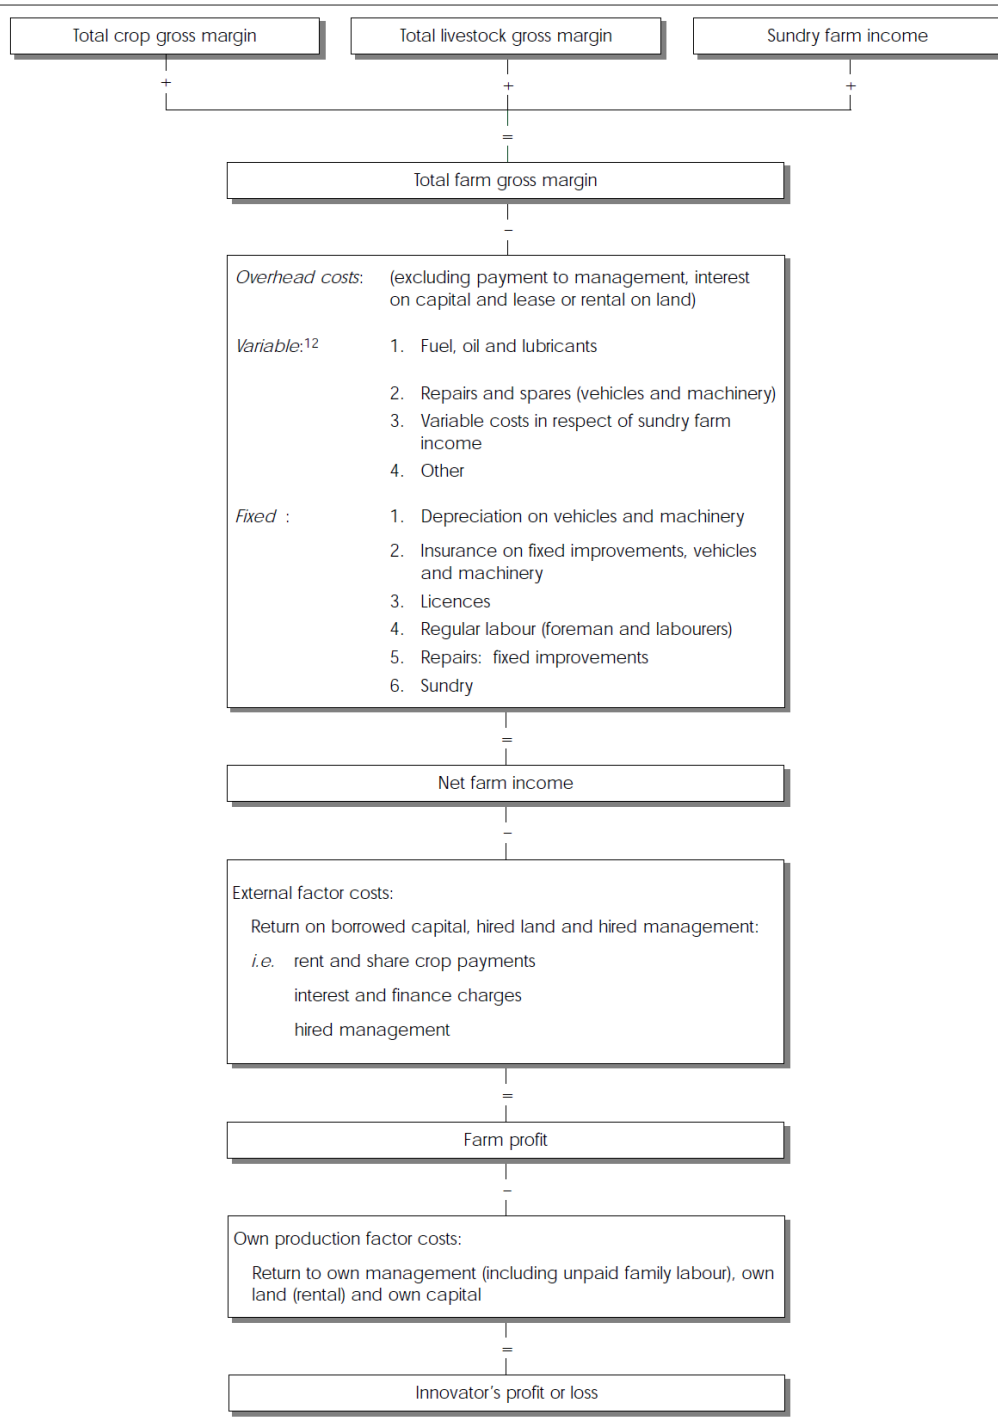 Total crop gross margin
Total livestock gross margin
Sundry farm income
+
+
+
=
Total farm gross margin
–
Overhead costs: (excluding payment to management, interest
on capital and lease or rental on land)
Variable:12 1. Fuel, oil and lubricants
2. Repairs and spares (vehicles and machinery)
3. Variable costs in respect of sundry farm
income
4. Other
Fixed : 1. Depreciation on vehicles and machinery
2. Insurance on fixed improvements, vehicles
and machinery
3. Licences
4. Regular labour (foreman and labourers)
5. Repairs: fixed improvements
6. Sundry
=
Net farm income
–
External factor costs:
Return on borrowed capital, hired land and hired management:
i.e. rent and share crop payments
interest and finance charges
hired management
=
Farm profit
–
Own production factor costs:
Return to own management (including unpaid family labour), own
land (rental) and own capital
=
Innovator's profit or loss